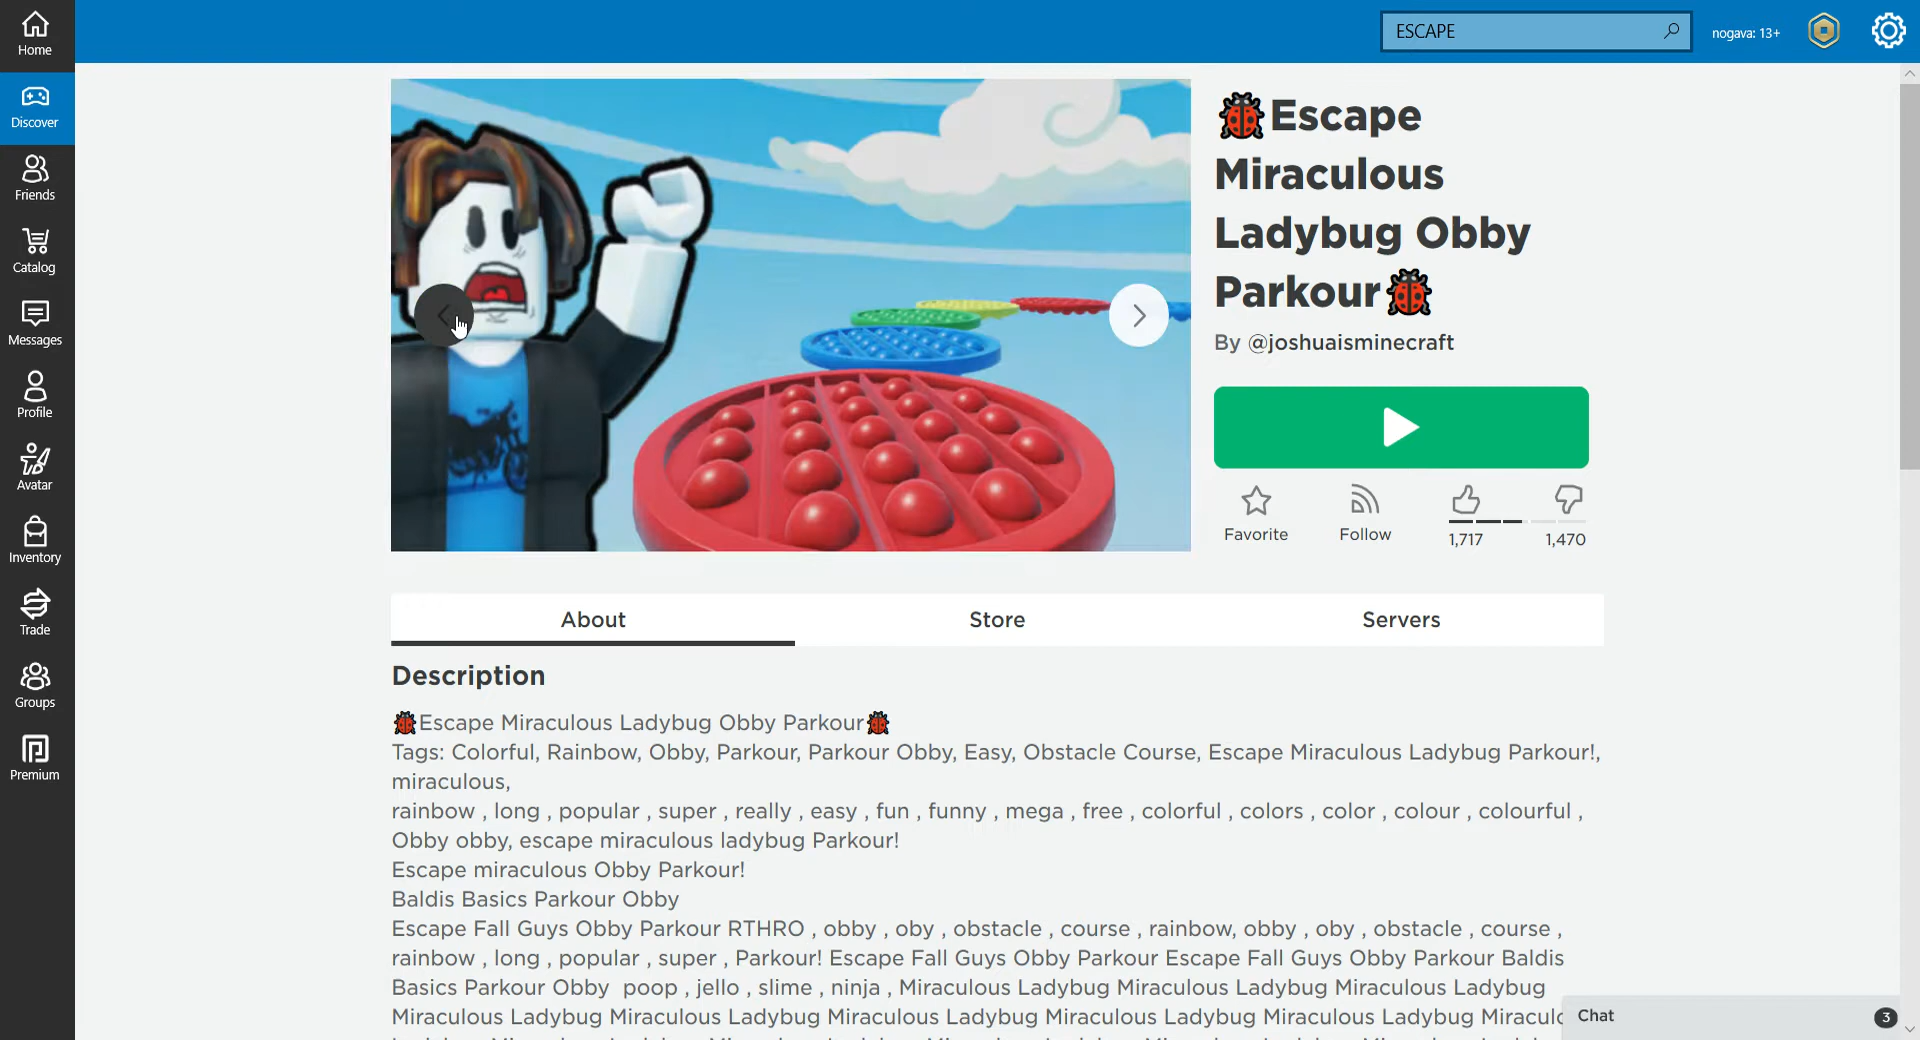 Home
Discover
Friends
Catalog
Messages
Profile
Avatar
Inventory
Trade
Groups
Premium
ESCAPE
nogava: 13+
🐞Escape
Miraculous
Ladybug Obby
Parkour🐞
By @joshuaisminecraft
Favorite
Follow
1,717
1,470
About
Store
Servers
Description
🐞Escape Miraculous Ladybug Obby Parkour🐞
Tags: Colorful, Rainbow, Obby, Parkour, Parkour Obby, Easy, Obstacle Course, Escape Miraculous Ladybug Parkour!,
miraculous,
rainbow , long , popular , super , really , easy , fun , funny , mega , free , colorful , colors , color , colour , colourful ,
Obby obby, escape miraculous ladybug Parkour!
Escape miraculous Obby Parkour!
Baldis Basics Parkour Obby
Escape Fall Guys Obby Parkour RTHRO , obby , oby , obstacle , course , rainbow, obby , oby , obstacle , course ,
rainbow , long , popular , super , Parkour! Escape Fall Guys Obby Parkour Escape Fall Guys Obby Parkour Baldis
Basics Parkour Obby  poop , jello , slime , ninja , Miraculous Ladybug Miraculous Ladybug Miraculous Ladybug
Miraculous Ladybug Miraculous Ladybug Miraculous Ladybug Miraculous Ladybug Miraculous Ladybug Miraculo
Chat
3